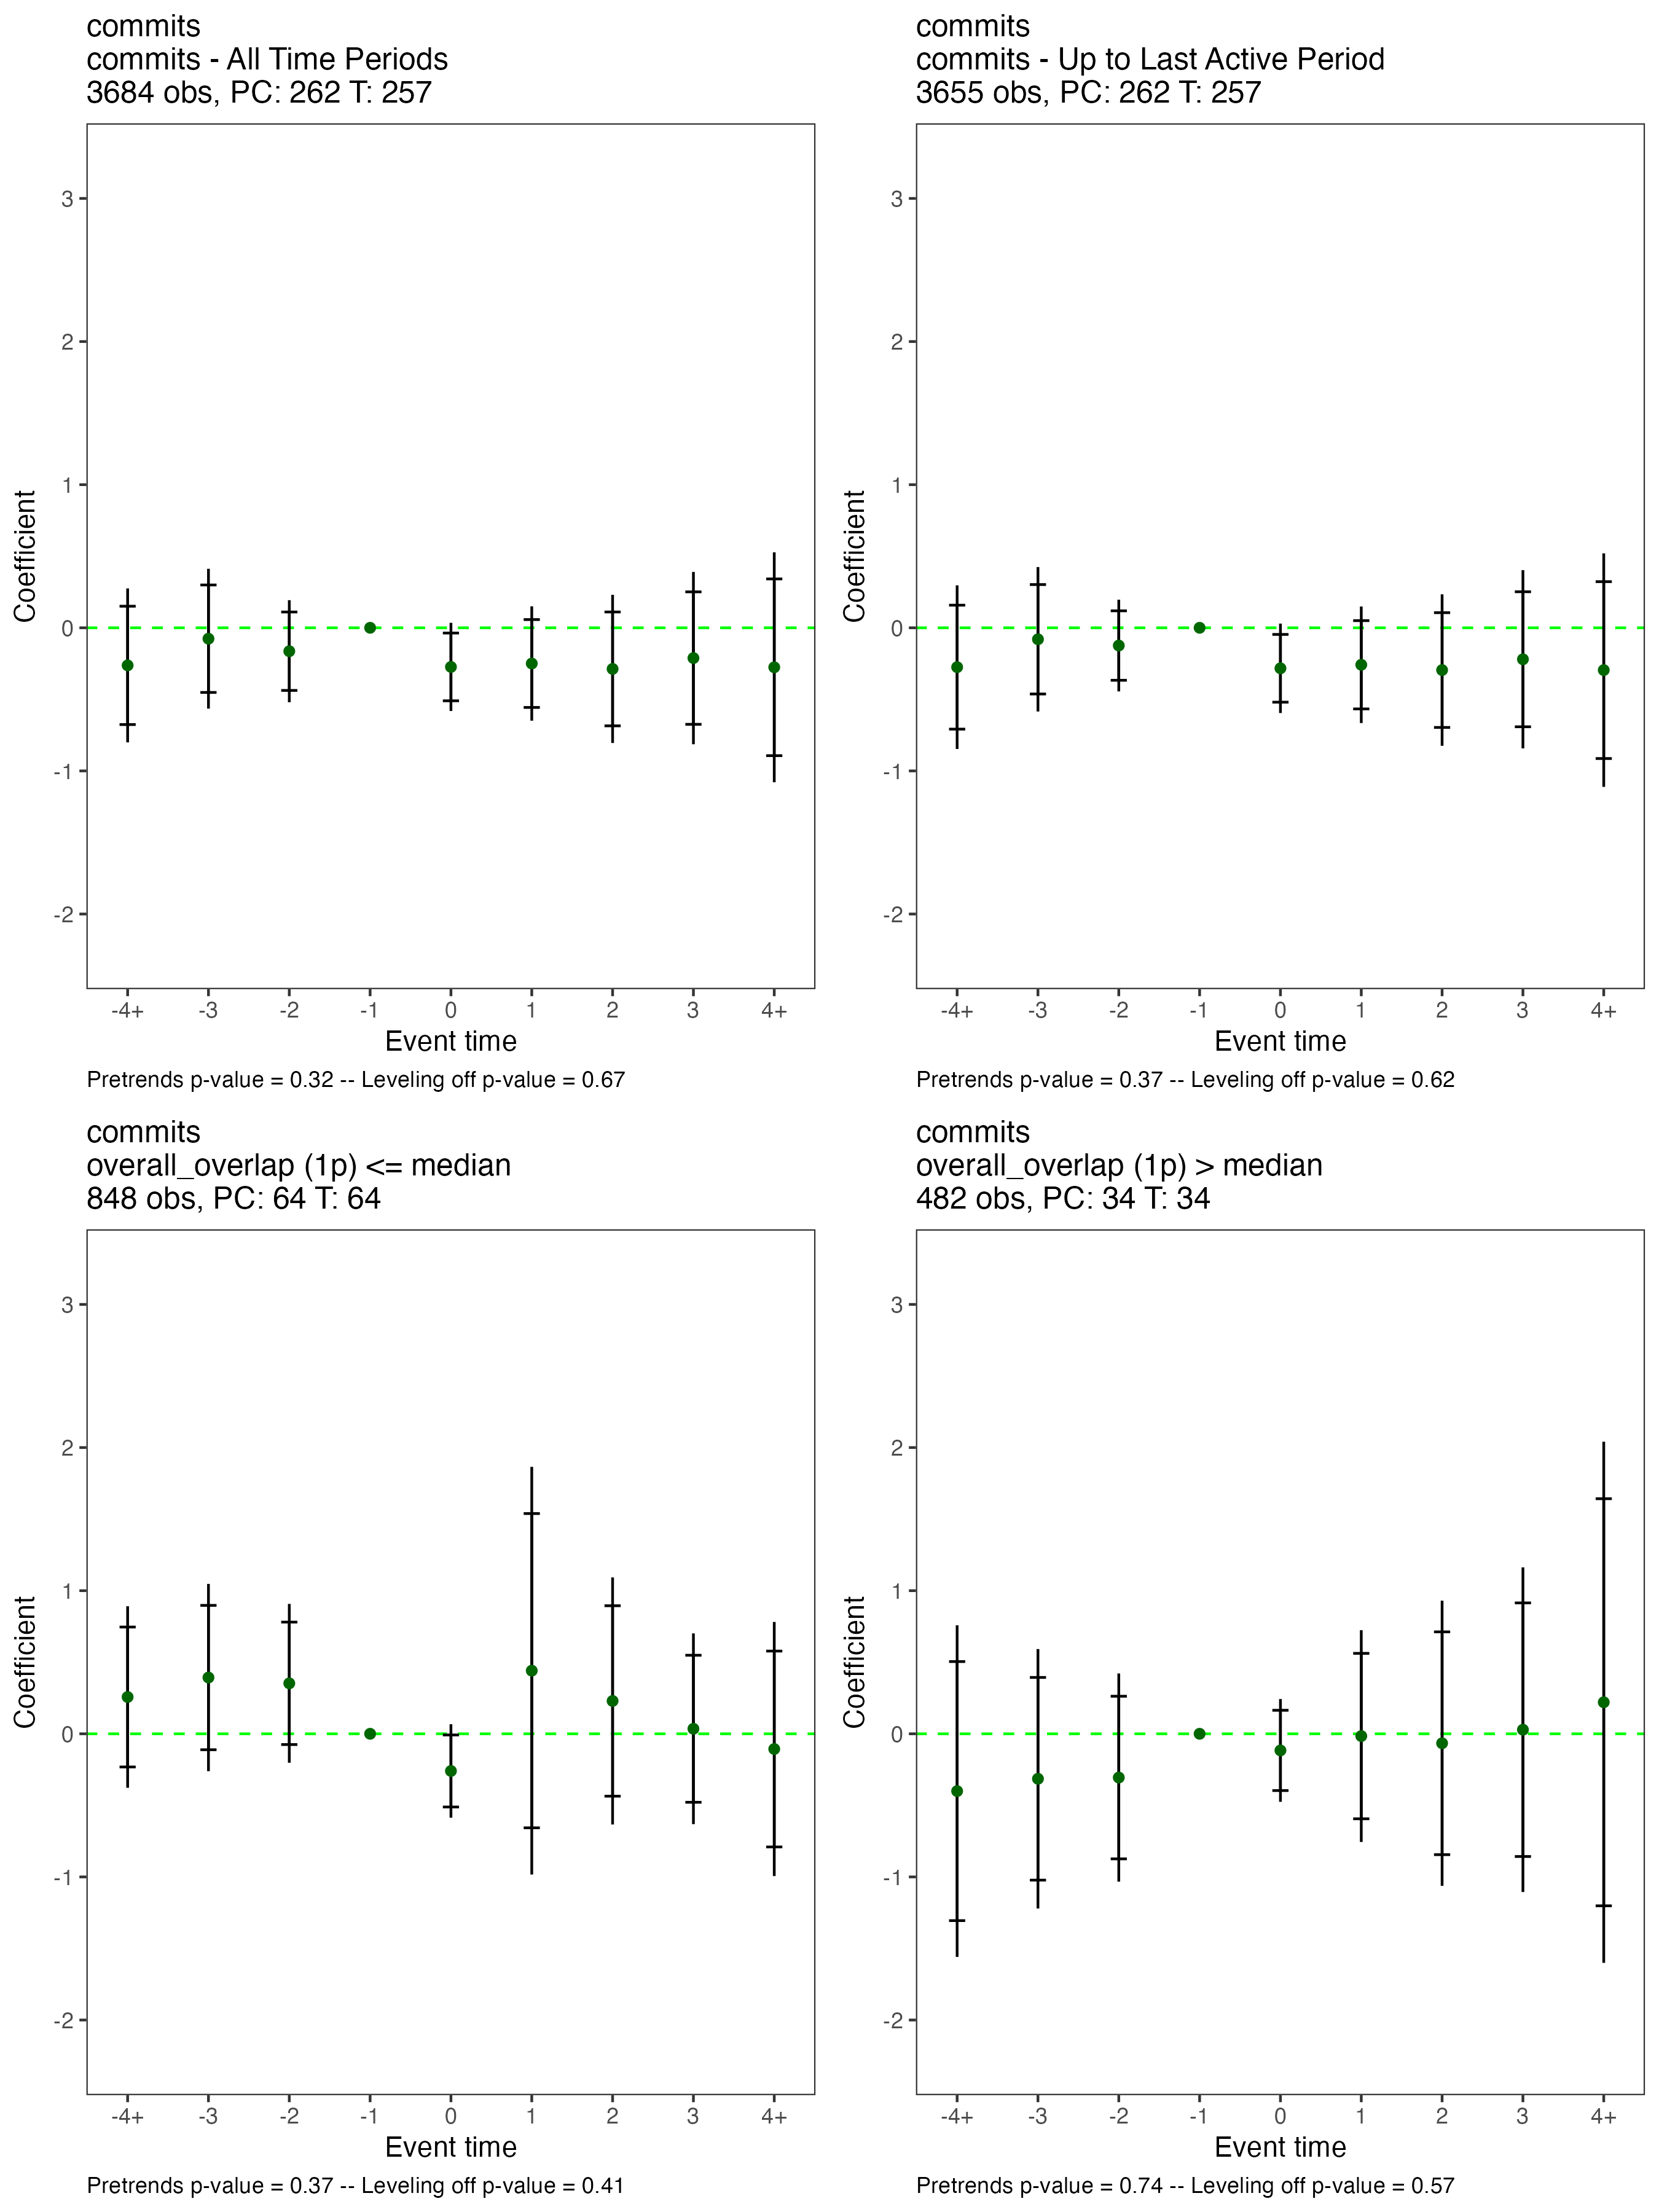 commits
commits - All Time Periods
3684 obs, PC: 262 T: 257
Coefficient
3
2
1
0
-1
-2
-4+ -3 -2 -1 0 1 2 3 4+
Event time
Pretrends p-value = 0.32 -- Leveling off p-value = 0.67
commits
commits - Up to Last Active Period
3655 obs, PC: 262 T: 257
Coefficient
3
2
1
0
-1
-2
-4+ -3 -2 -1 0 1 2 3 4+
Event time
Pretrends p-value = 0.37 -- Leveling off p-value = 0.62
commits
overall_overlap (1p) <= median
848 obs, PC: 64 T: 64
Coefficient
3
2
1
0
-1
-2
-4+ -3 -2 -1 0 1 2 3 4+
Event time
Pretrends p-value = 0.37 -- Leveling off p-value = 0.41
commits
overall_overlap (1p) > median
482 obs, PC: 34 T: 34
Coefficient
3
2
1
0
-1
-2
-4+ -3 -2 -1 0 1 2 3 4+
Event time
Pretrends p-value = 0.74 -- Leveling off p-value = 0.57